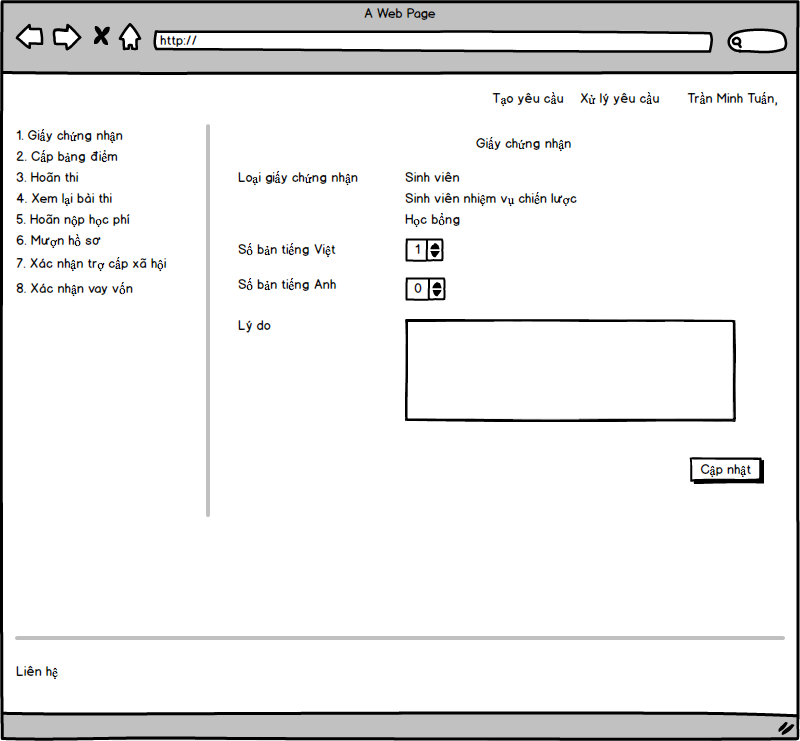 A Web Page
http://
Tạo yêu cầu Xử lý yêu cầu Trần Minh Tuấn,
1. Giấy chứng nhận
2. Cấp bảng điểm
3. Hoãn thi
4. Xem lại bài thi
5. Hoãn nộp học phí
6. Mượn hồ sơ
7. Xác nhận trợ cấp xã hội
8. Xác nhận vay vốn
Giấy chứng nhận
Loại giấy chứng nhận Sinh viên
Sinh viên nhiệm vụ chiến lược
Học bổng
Số bản tiếng Việt 1
Số bản tiếng Anh 0
Lý do
Cập nhật
Liên hệ